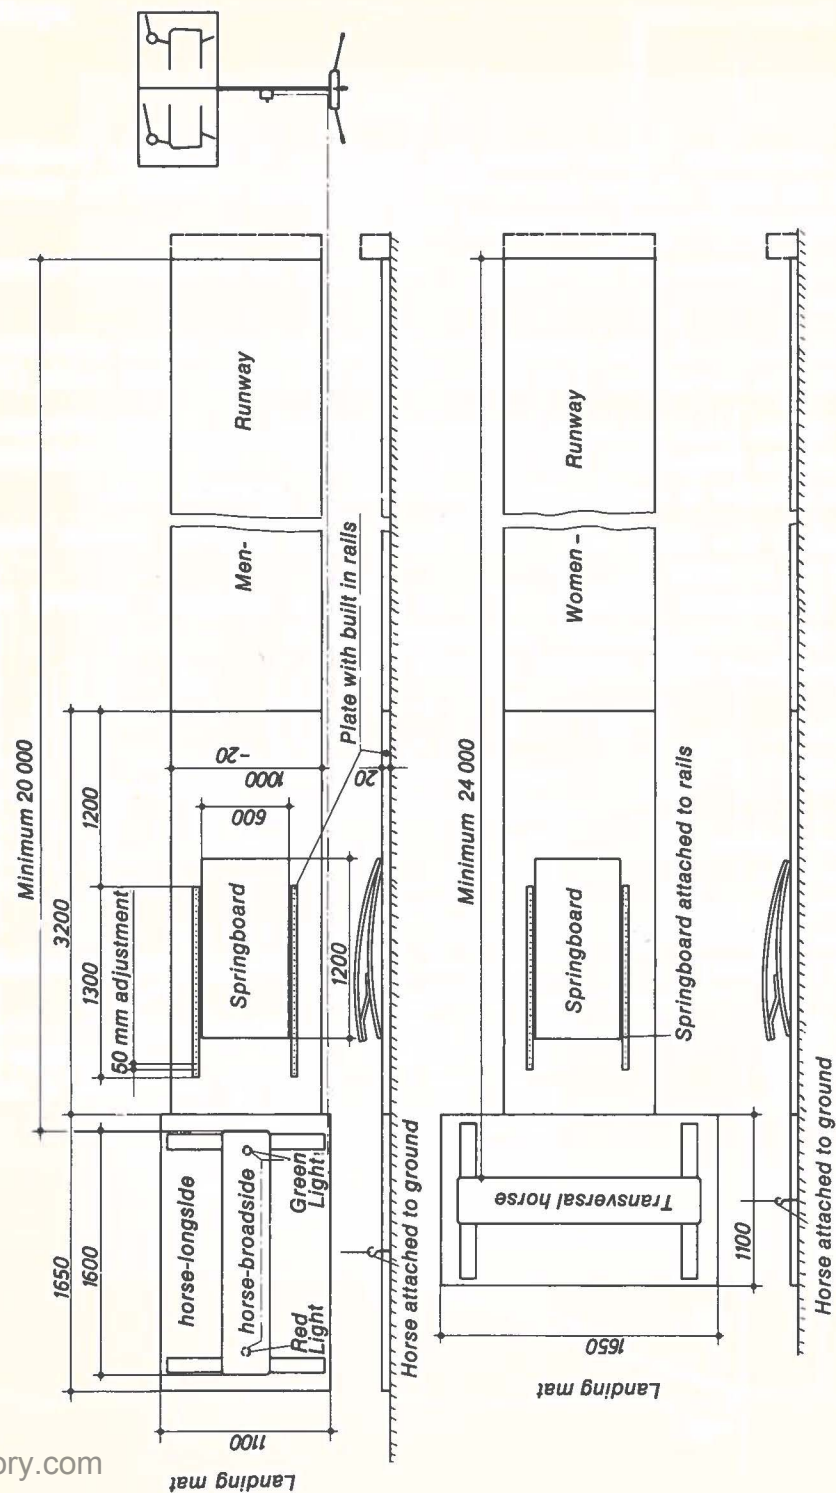 Minimum 20 000
3200
1200
1650
1300
1600
50 mm adjustment
1000 -20
600
20
1200
Men-
Runway
Plate with built in rails
Springboard
horse-longside
horse-broadside
Green
Light
Red
Light
1100
Landing mat
Horse attached to ground
Minimum 24 000
Women -
Runway
Springboard
Springboard attached to rails
Transversal horse
1100
1650
Landing mat
Horse attached to ground
ory.com